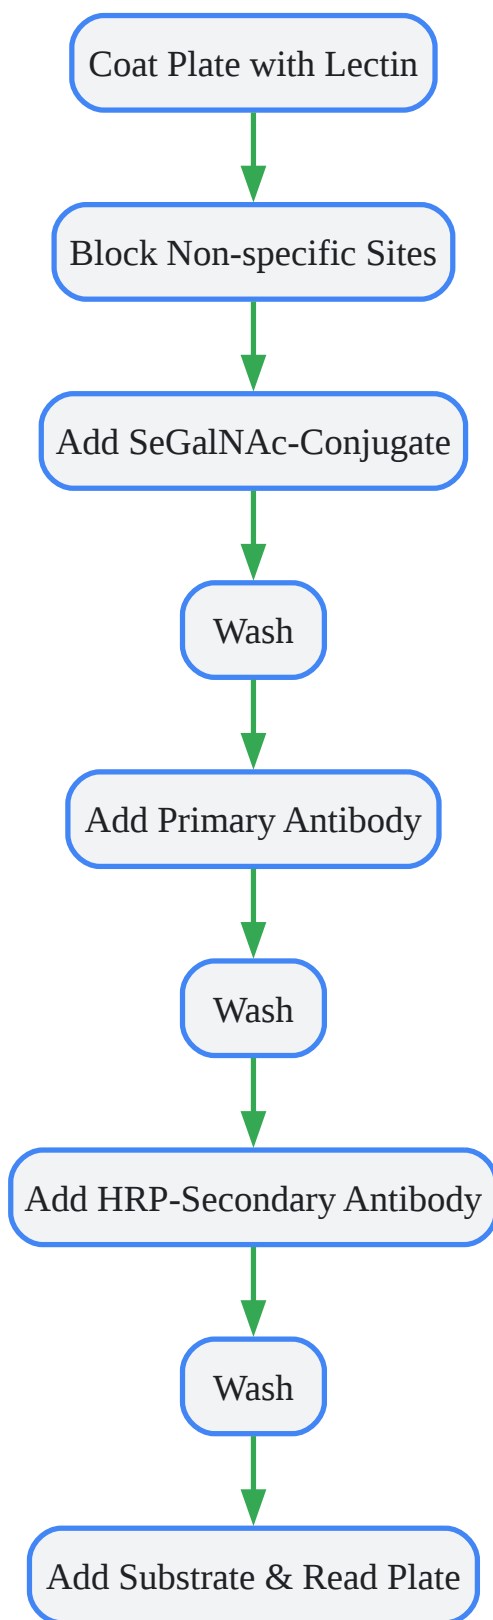 Coat Plate with Lectin
Block Non-specific Sites
Add SeGalNAc-Conjugate
Wash
Add Primary Antibody
Wash
Add HRP-Secondary Antibody
Wash
Add Substrate & Read Plate